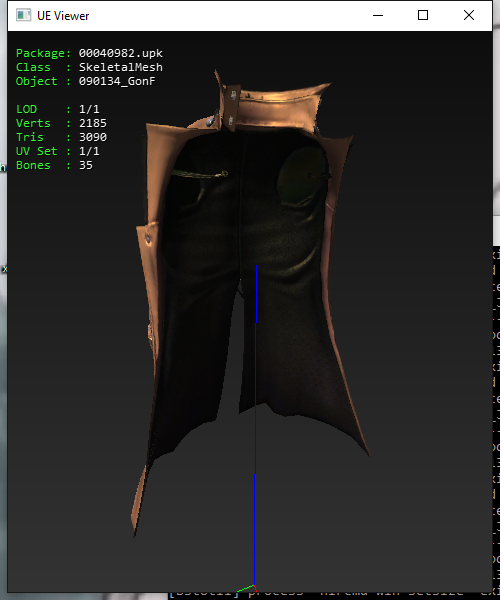 UE Viewer
Package: 00040982.upk
Class : SkeletalMesh
Object : 090134_GonF
LOD : 1/1
Verts : 2185
Tris : 3090
UV Set : 1/1
Bones : 35